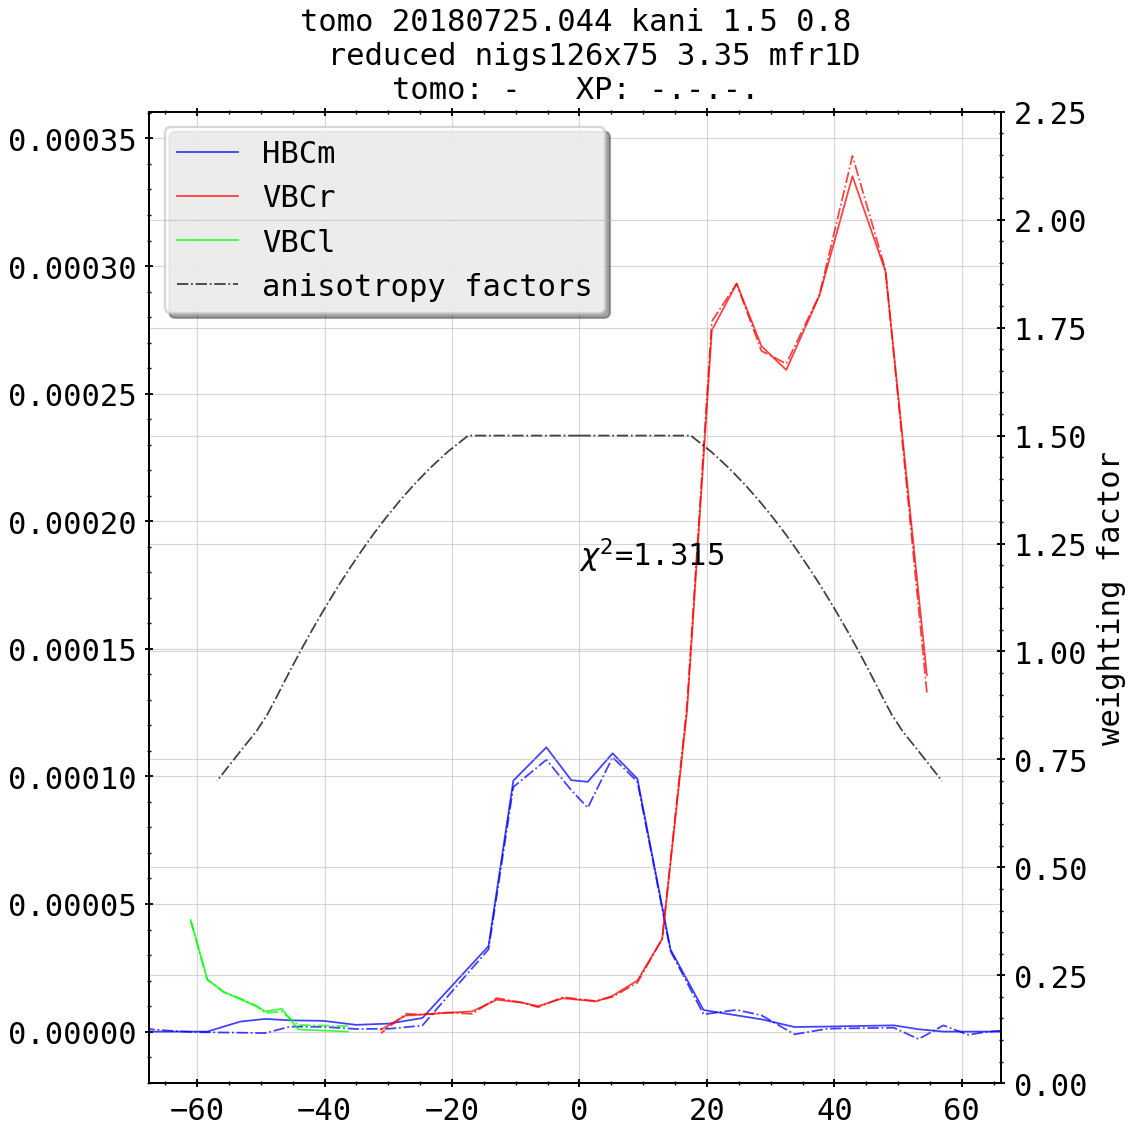 tomo 20180725.044 kani 1.5 0.8
reduced nigs126x75 3.35 mfr1D
tomo: -   XP: -.-.-.
HBCm
VBCr
VBCl
anisotropy factors
χ²=1.315
0.00035
0.00030
0.00025
0.00020
0.00015
0.00010
0.00005
0.00000
2.25
2.00
1.75
1.50
1.25
1.00
0.75
0.50
0.25
0.00
weighting factor
−60
−40
−20
0
20
40
60